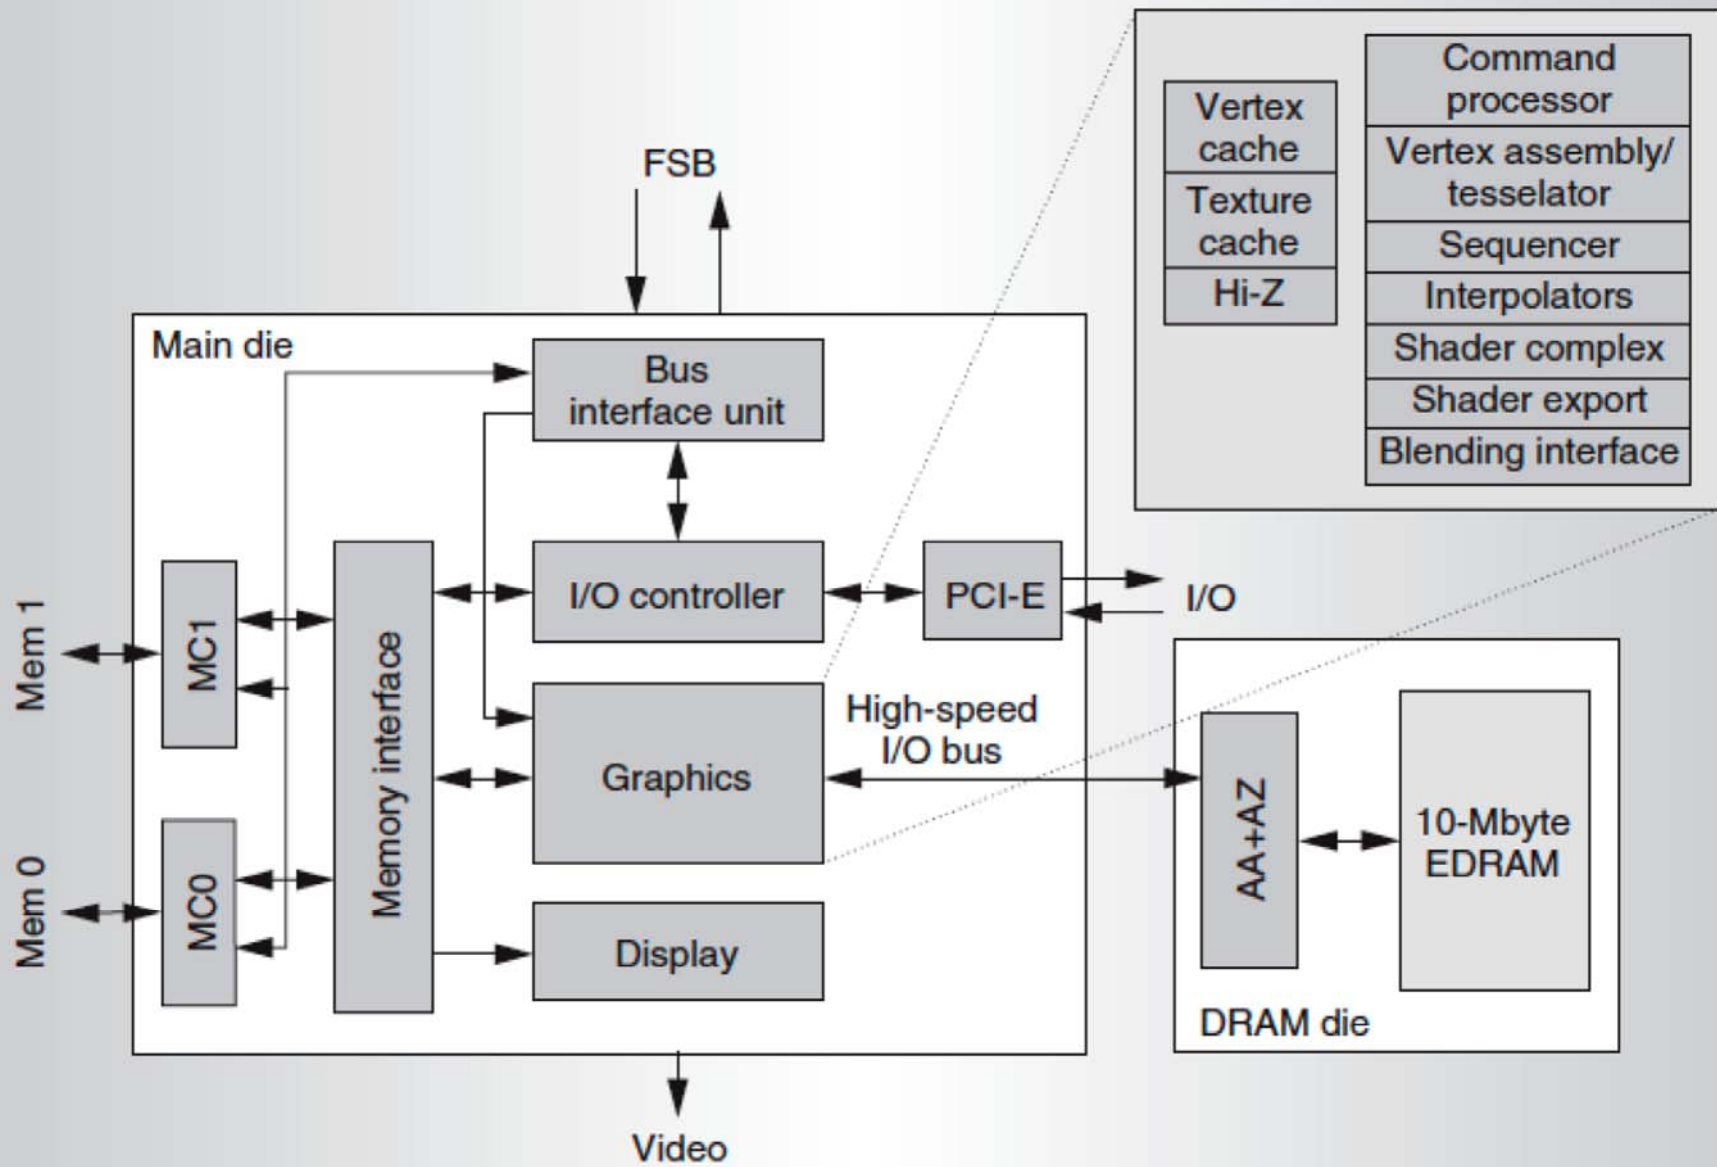 Command
processor
Vertex
cache
Vertex assembly/
tesselator
Texture
cache
Sequencer
Hi-Z
Interpolators
Shader complex
Shader export
Blending interface
FSB
Main die
Bus
interface unit
I/O controller
PCI-E
I/O
Mem 1
MC1
Memory interface
High-speed
I/O bus
Graphics
Mem 0
MC0
Display
AA+AZ
10-Mbyte
EDRAM
DRAM die
Video